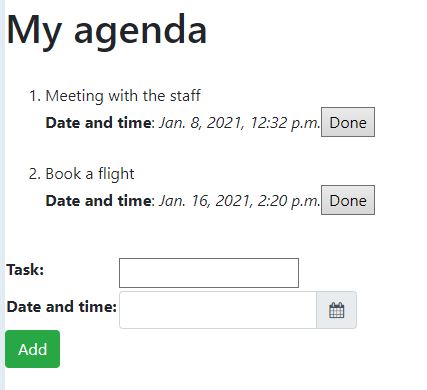 My agenda
1. Meeting with the staff
Date and time: Jan. 8, 2021, 12:32 p.m. Done
2. Book a flight
Date and time: Jan. 16, 2021, 2:20 p.m. Done
Task:
Date and time:
Add